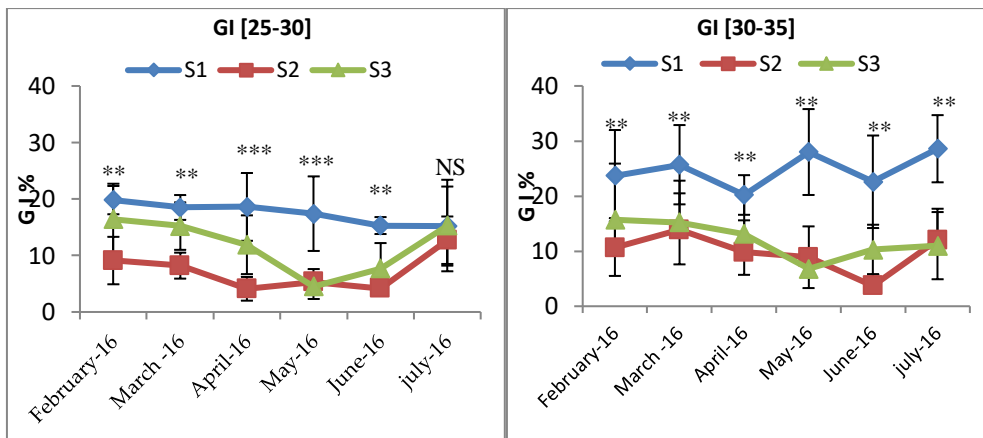 GI [25-30]
S1 S2 S3
40
30
20
10
0
G.I.%
** ** *** *** ** NS
February-16 March -16 April-16 May-16 June-16 july-16
GI [30-35]
S1 S2 S3
40
30
20
10
0
G.I.%
** ** ** ** ** **
February-16 March -16 April-16 May-16 June-16 july-16